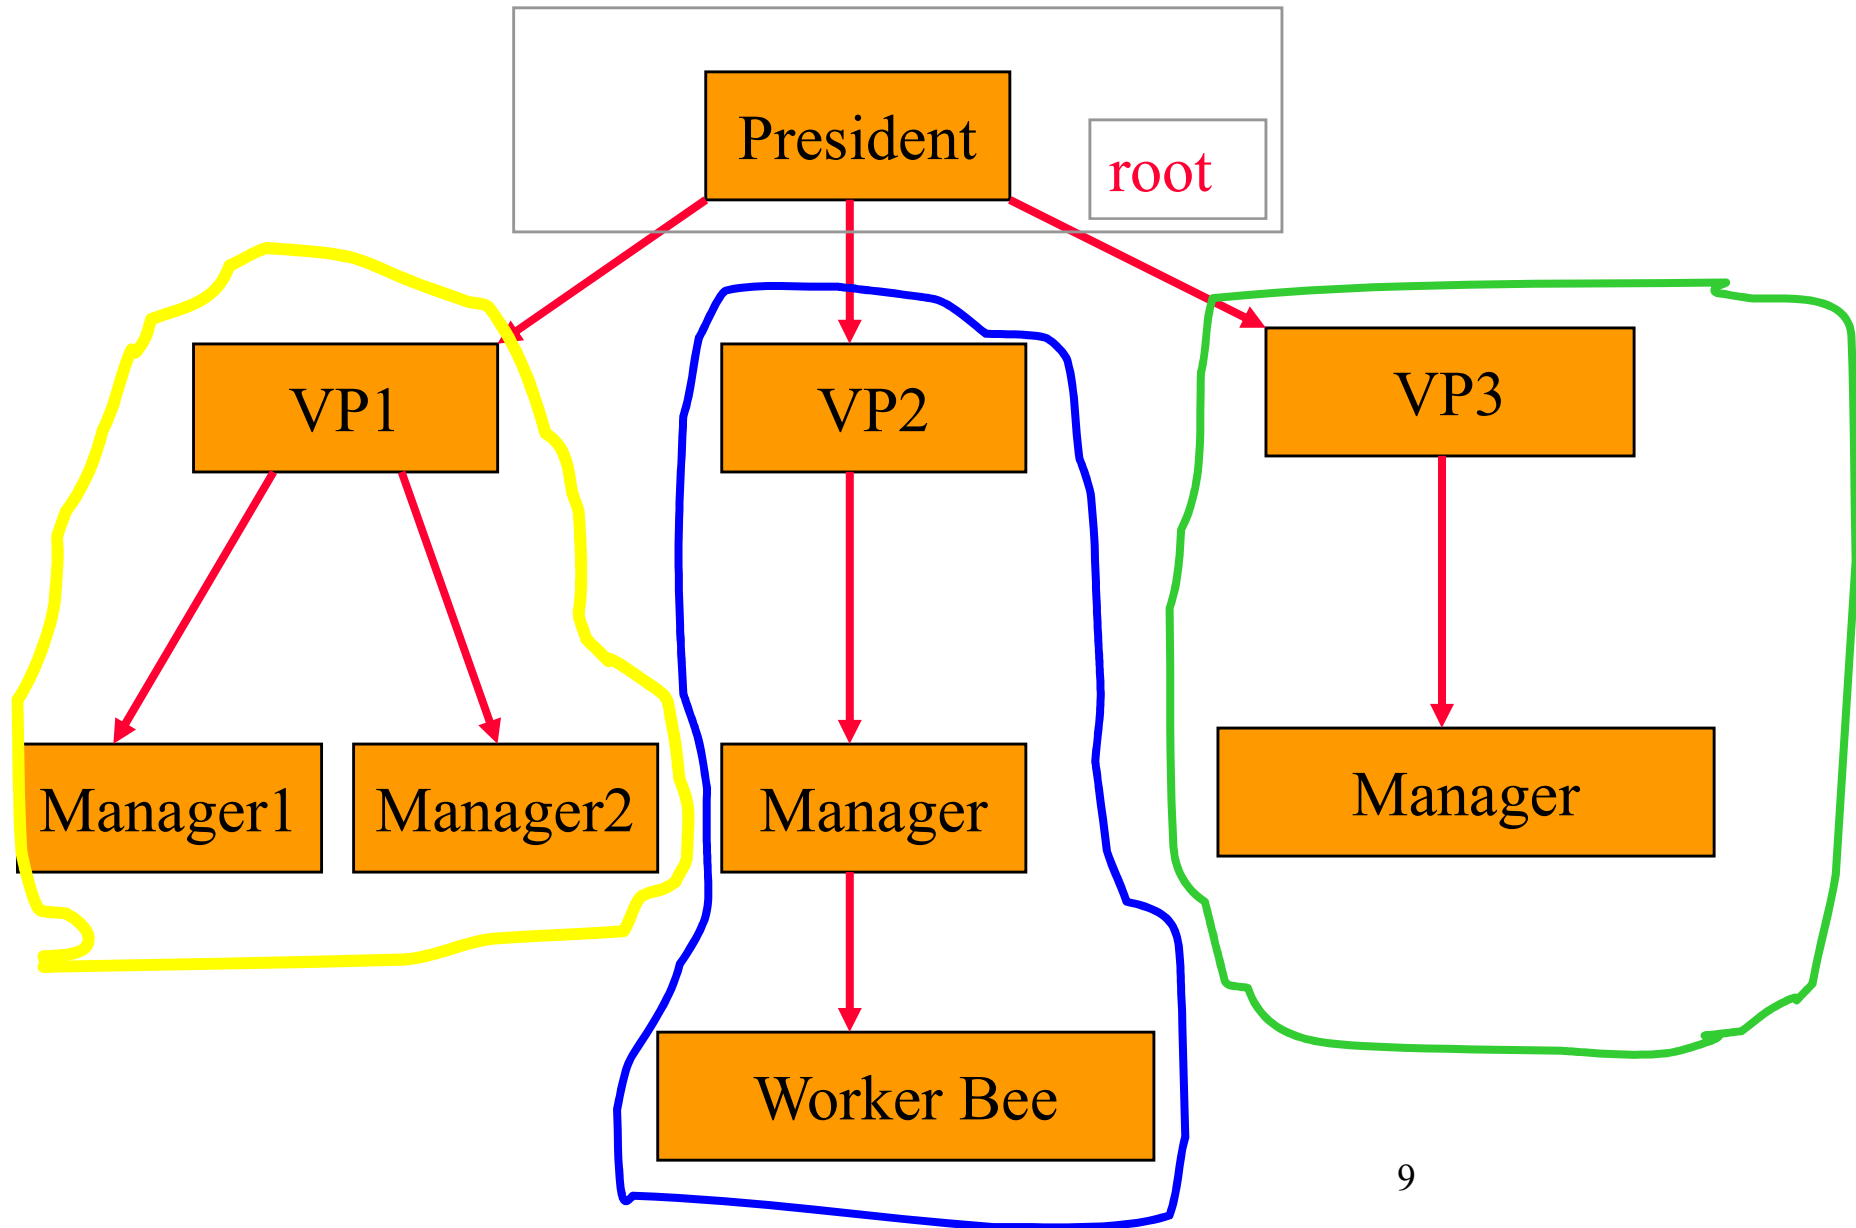 President
root
VP1
VP2
VP3
Manager1
Manager2
Manager
Manager
Worker Bee
9